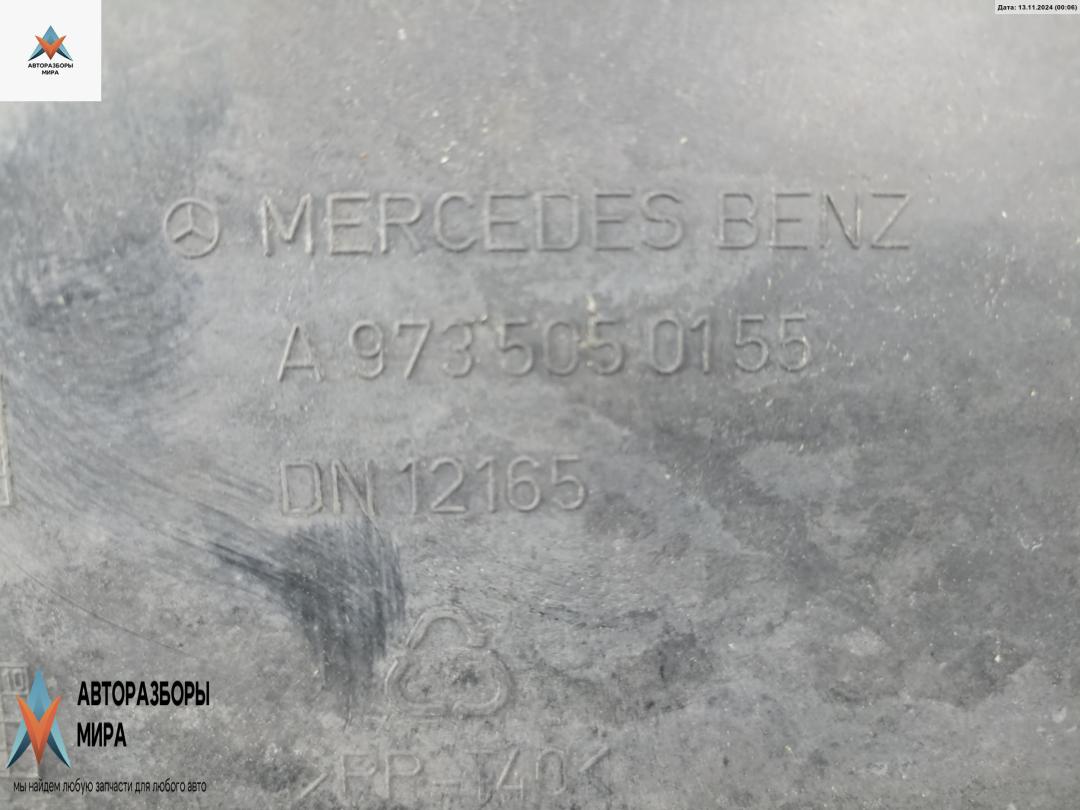 Дата: 13.11.2024 (00:06)
АВТОРАЗБОРЫ
МИРА
MERCEDES BENZ
A 973 505 01 55
DN 12165
АВТОРАЗБОРЫ
МИРА
мы найдем любую запчасти для любого авто